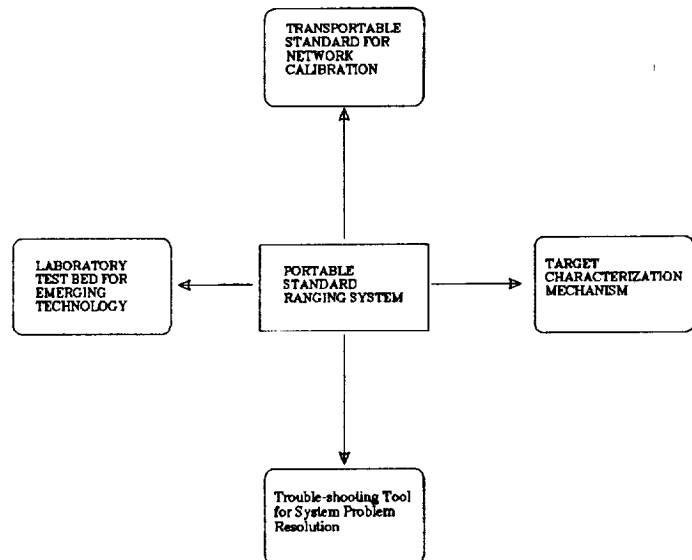 TRANSPORTABLE
STANDARD FOR
NETWORK
CALIBRATION
LABORATORY
TEST BED FOR
EMERGING
TECHNOLOGY
PORTABLE
STANDARD
RANGING SYSTEM
TARGET
CHARACTERIZATION
MECHANISM
Trouble-shooting Tool
for System Problem
Resolution